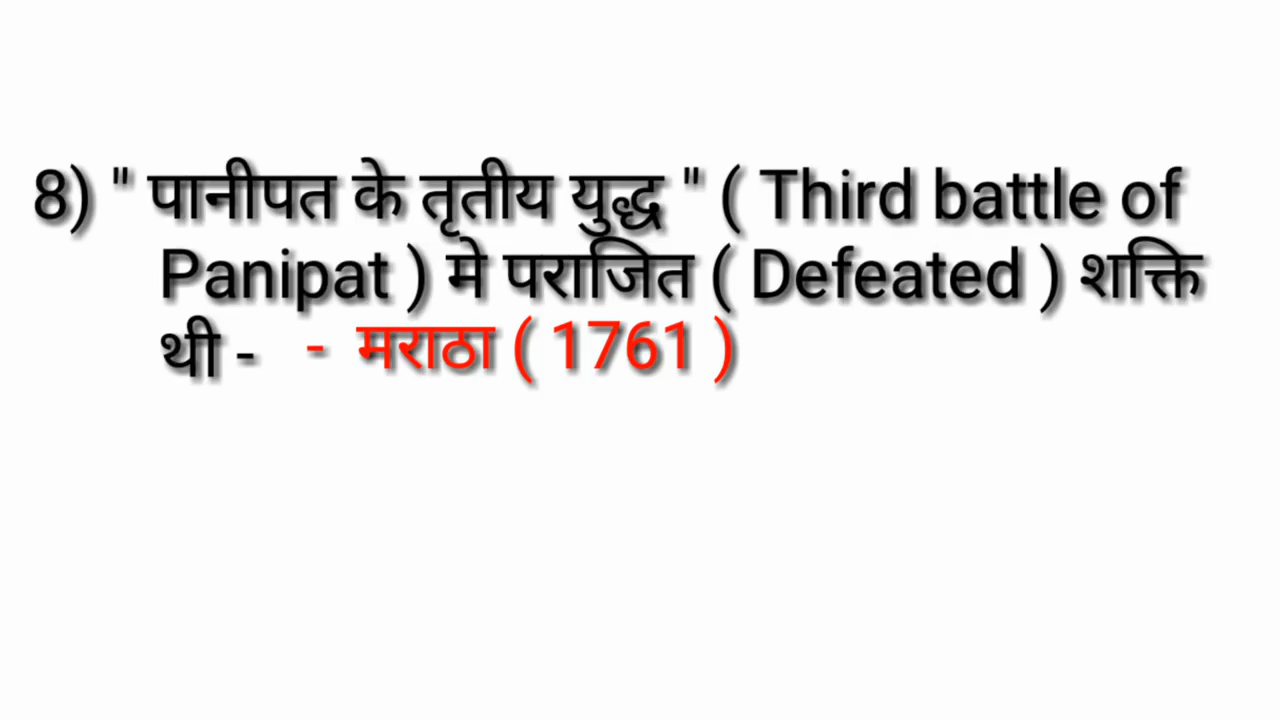 8) " पानीपत के तृतीय युद्ध " ( Third battle of
Panipat ) मे पराजित ( Defeated ) शक्ति
थी - - मराठा ( 1761 )